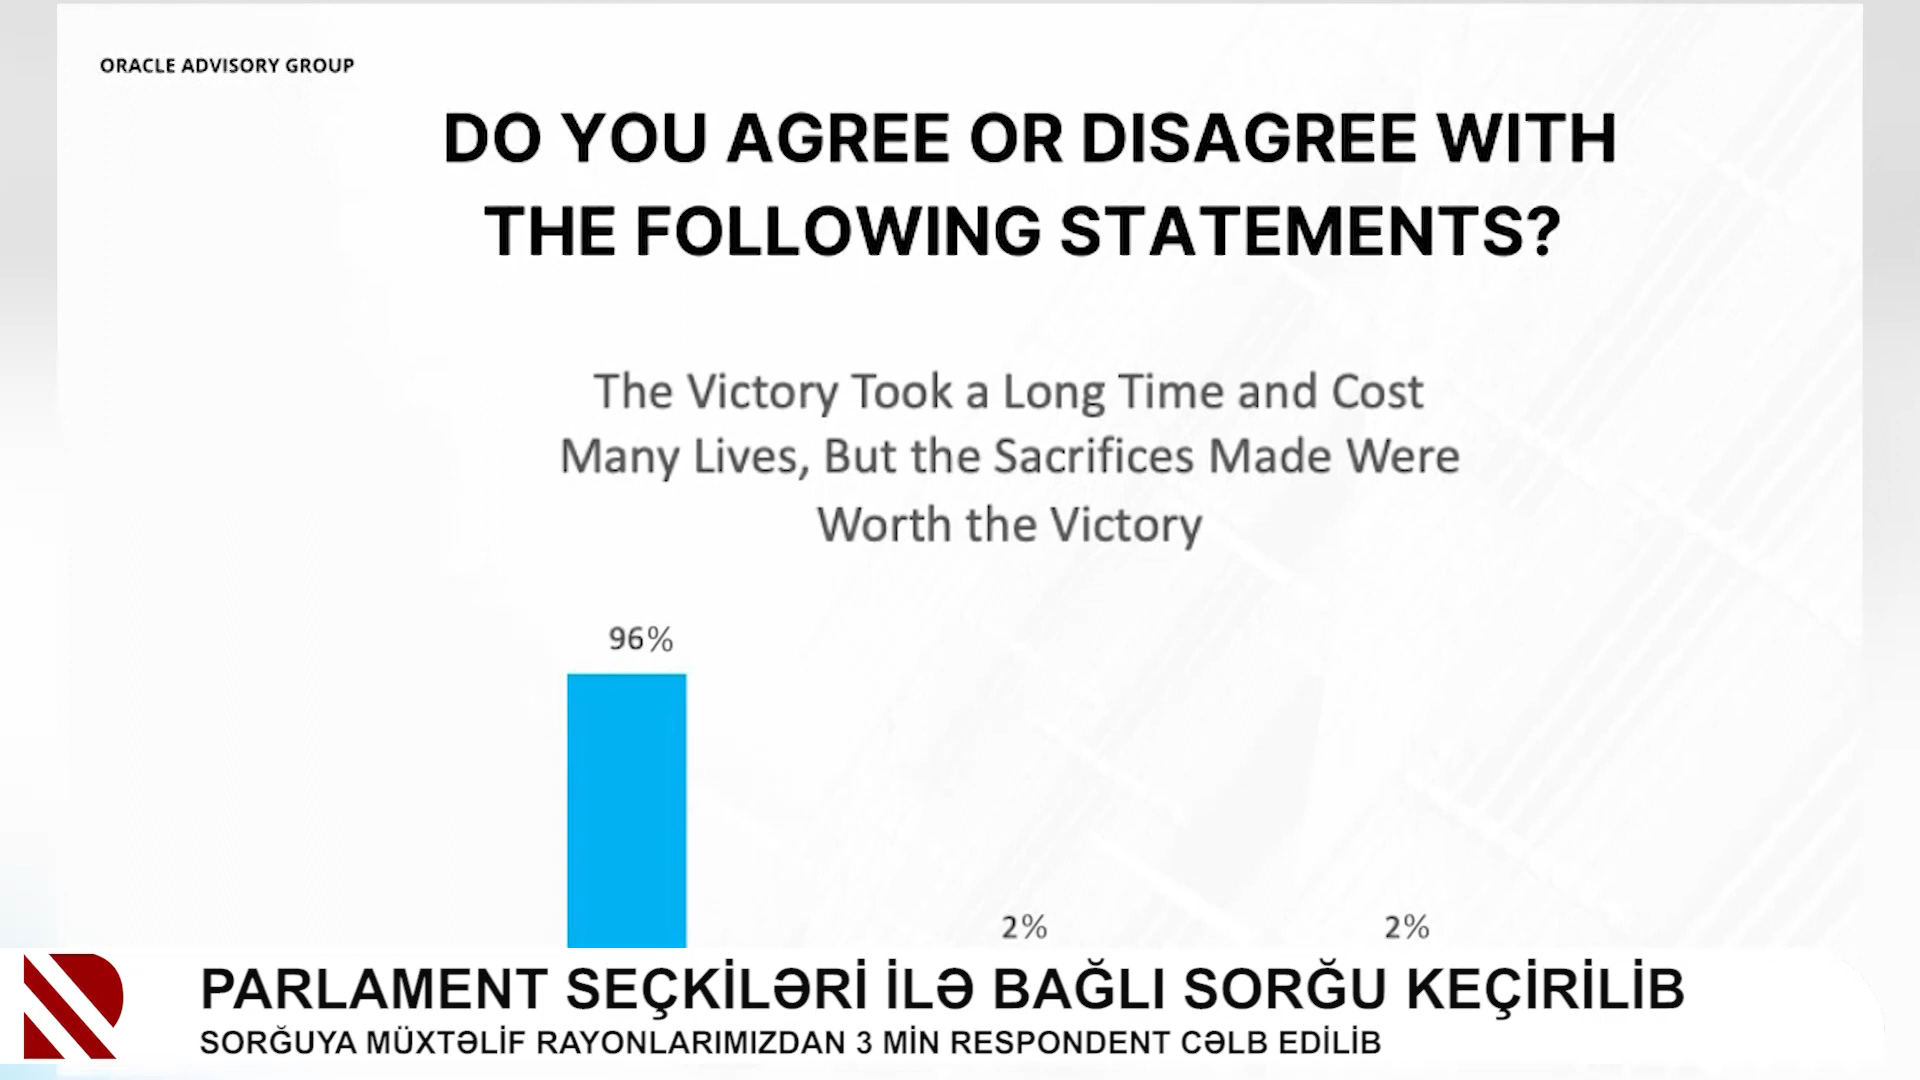 ORACLE ADVISORY GROUP
DO YOU AGREE OR DISAGREE WITH
THE FOLLOWING STATEMENTS?
The Victory Took a Long Time and Cost
Many Lives, But the Sacrifices Made Were
Worth the Victory
96%
2%
2%
PARLAMENT SEÇKİLƏRİ İLƏ BAĞLI SORĞU KEÇİRİLİB
SORĞUYA MÜXTƏLİF RAYONLARIMIZDAN 3 MİN RESPONDENT CƏLB EDİLİB